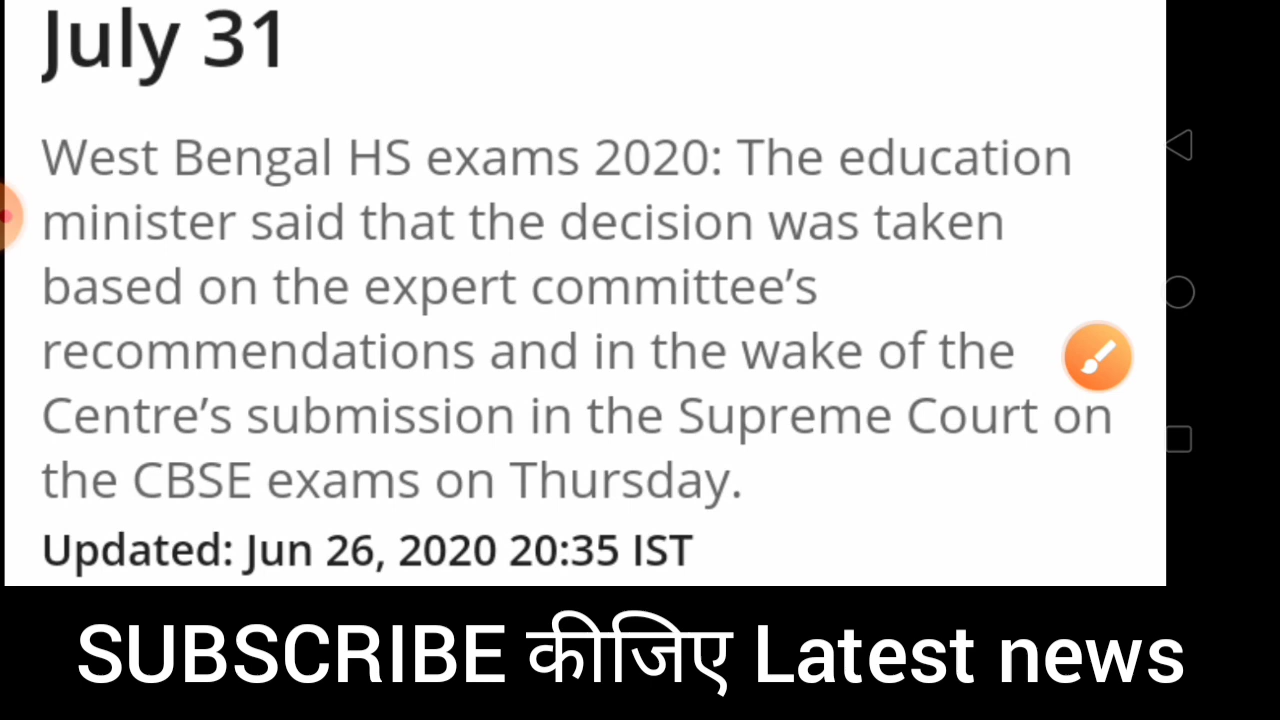 July 31
West Bengal HS exams 2020: The education
minister said that the decision was taken
based on the expert committee’s
recommendations and in the wake of the
Centre’s submission in the Supreme Court on
the CBSE exams on Thursday.
Updated: Jun 26, 2020 20:35 IST
SUBSCRIBE कीजिए Latest news